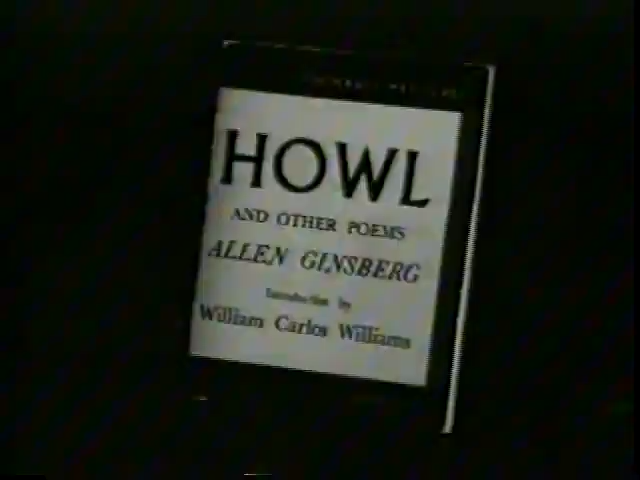 HOWL
AND OTHER POEMS
ALLEN GINSBERG
Introduction by
William Carlos Williams